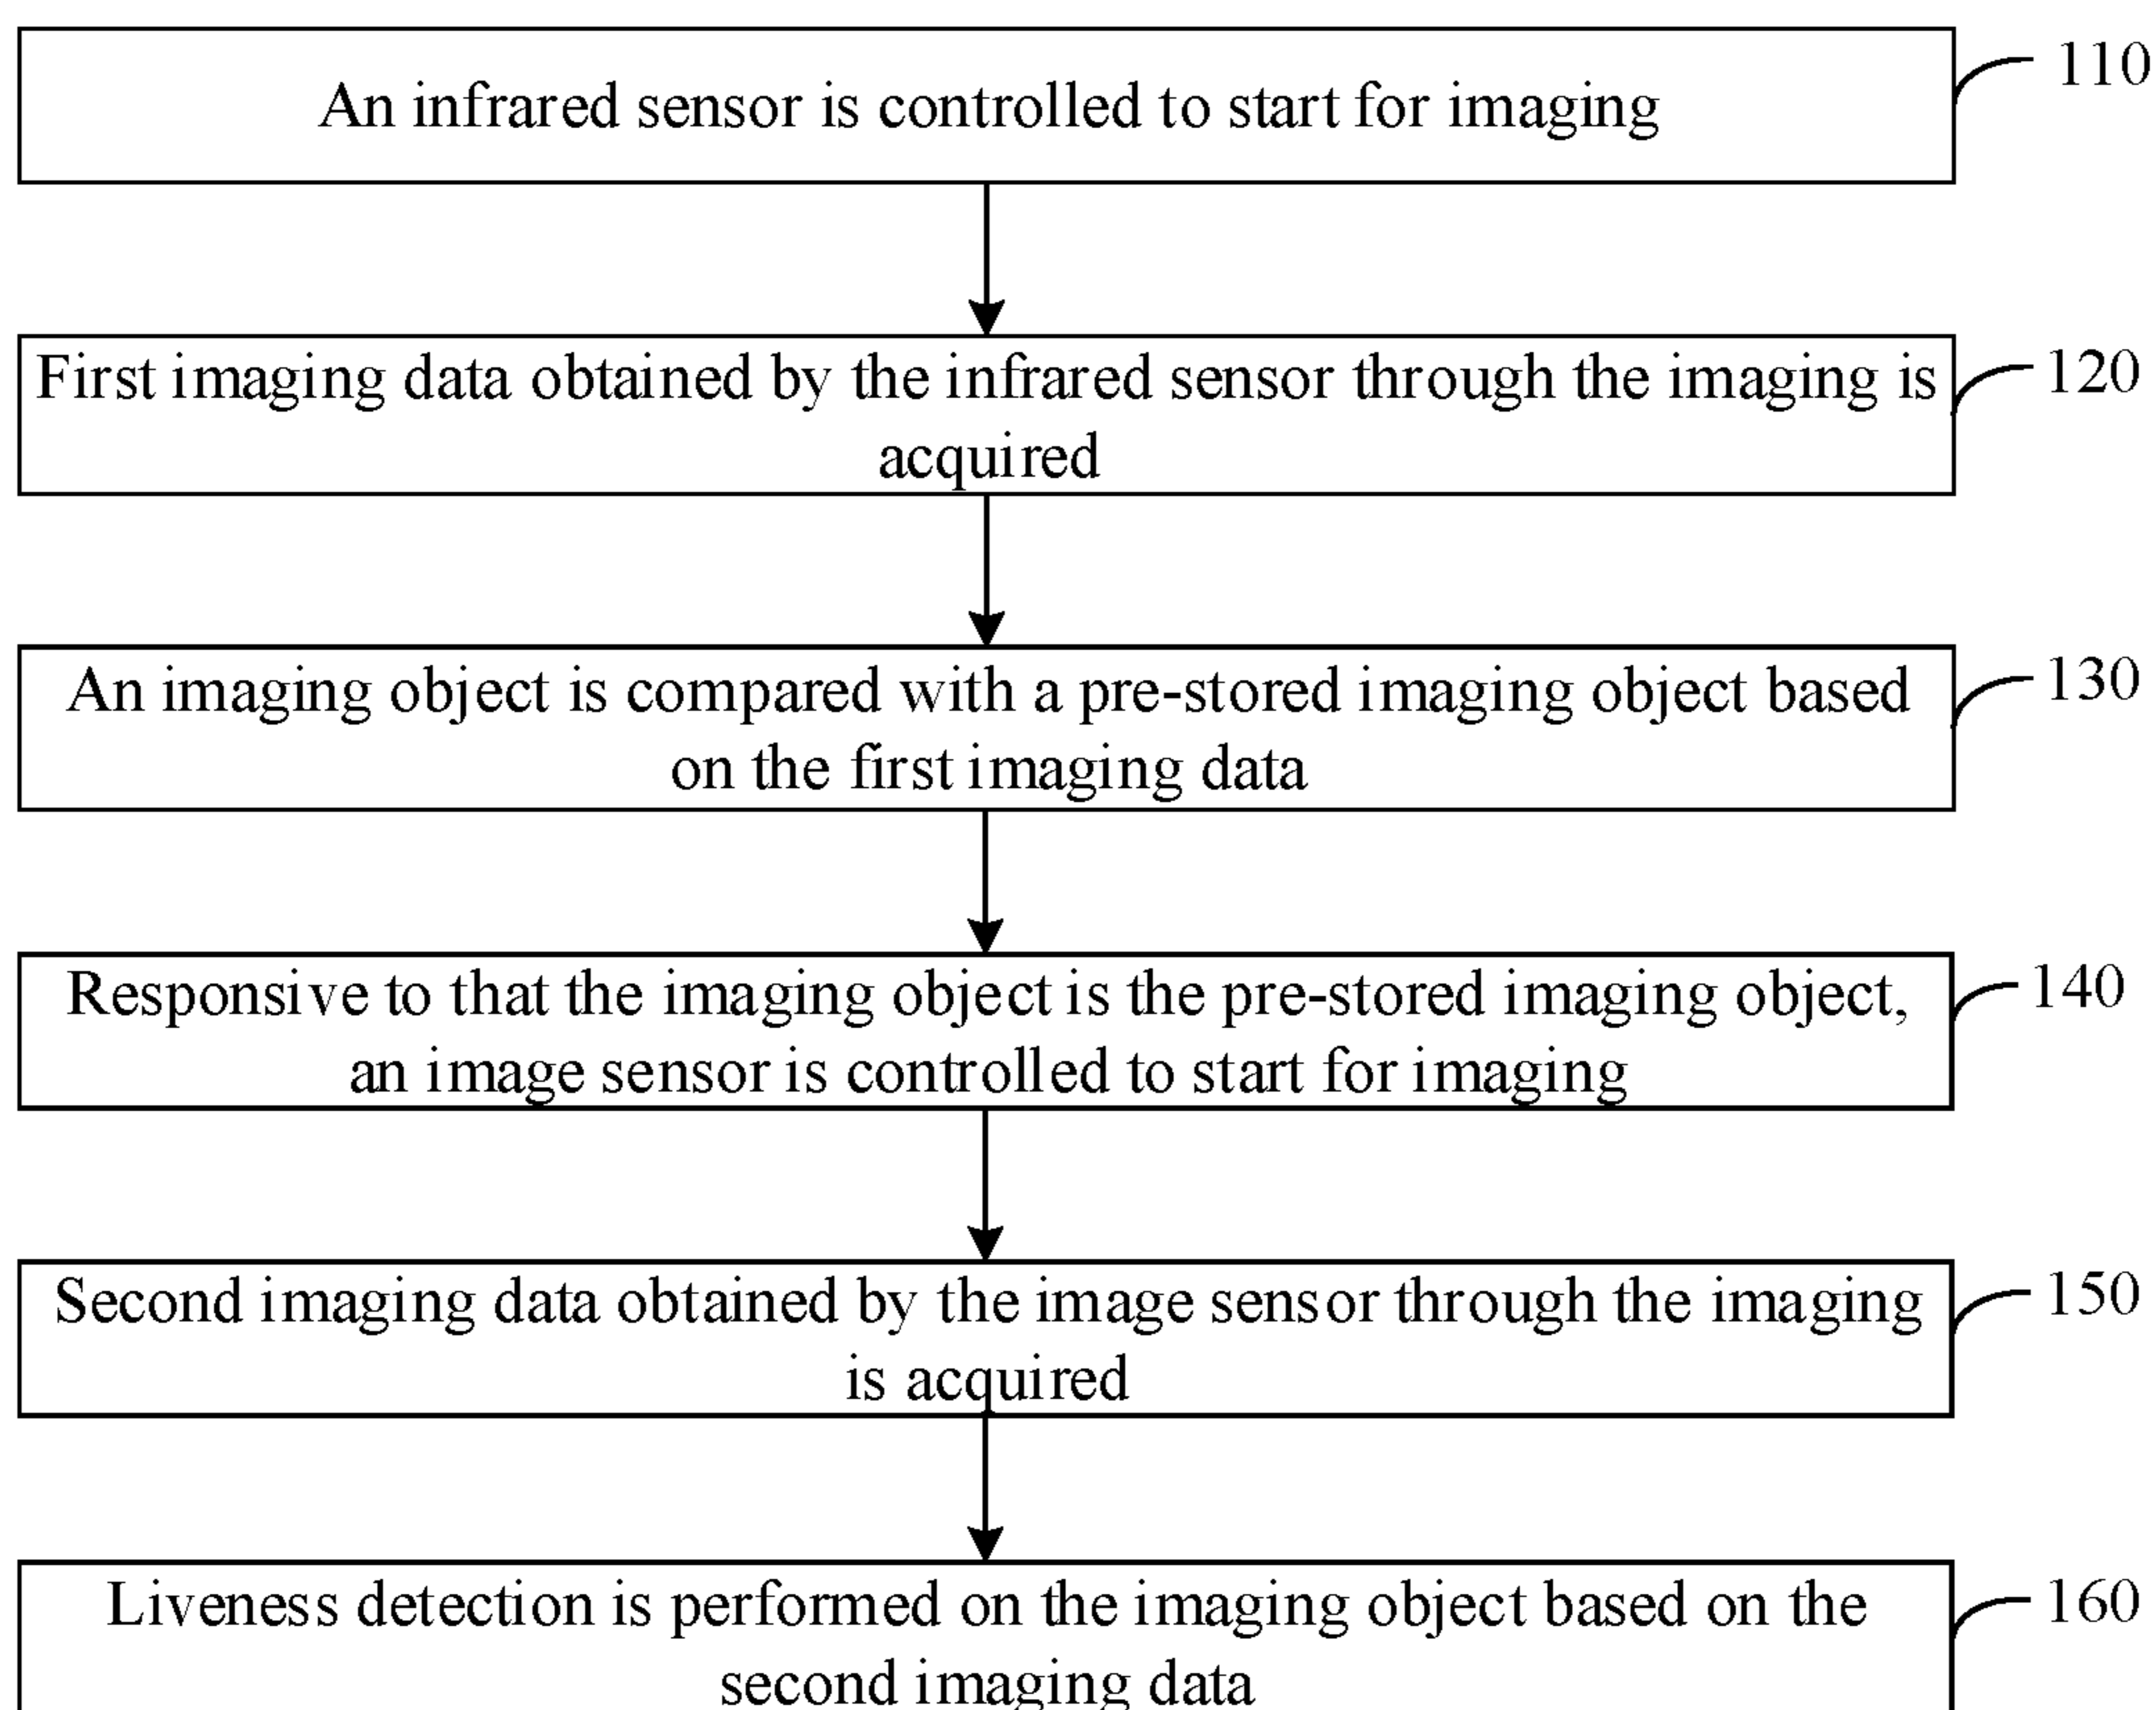 An infrared sensor is controlled to start for imaging
110
First imaging data obtained by the infrared sensor through the imaging is
acquired
120
An imaging object is compared with a pre-stored imaging object based
on the first imaging data
130
Responsive to that the imaging object is the pre-stored imaging object,
an image sensor is controlled to start for imaging
140
Second imaging data obtained by the image sensor through the imaging
is acquired
150
Liveness detection is performed on the imaging object based on the
second imaging data
160